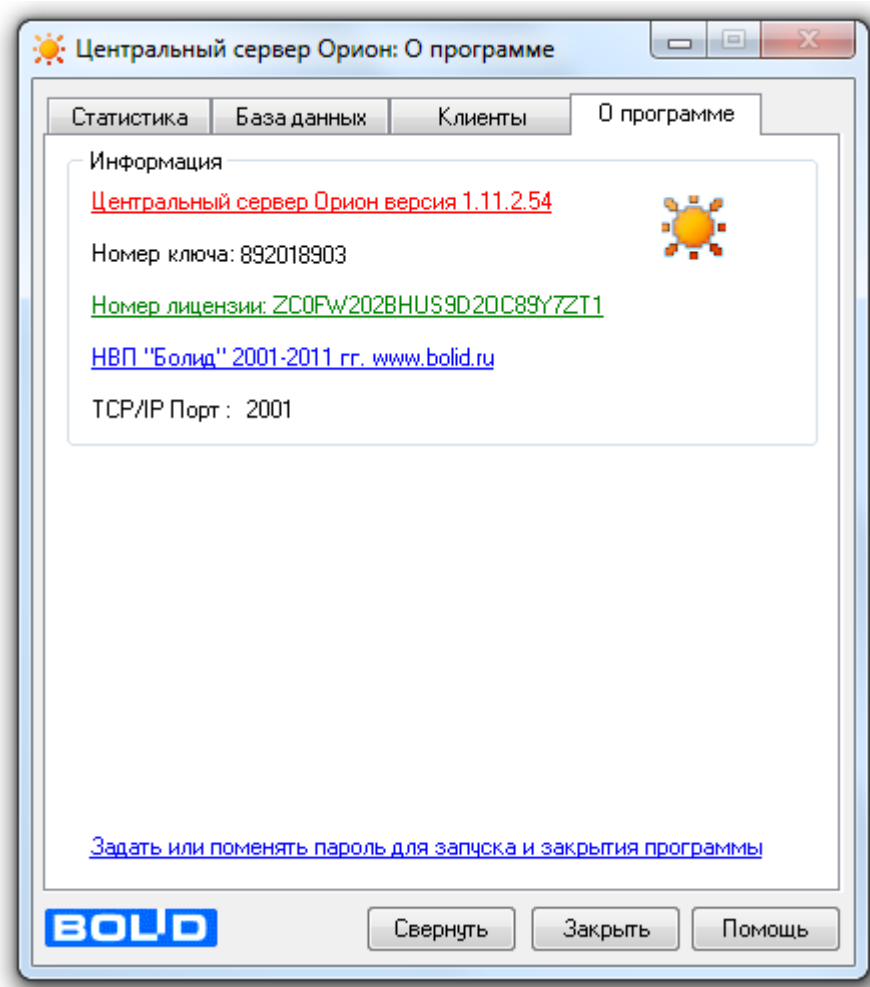 Центральный сервер Орион: О программе
Статистика База данных Клиенты О программе
Информация
Центральный сервер Орион версия 1.11.2.54
Номер ключа: 892018903
Номер лицензии: ZC0FW202BHUS9D2OC89Y7ZT1
НВП "Болид" 2001-2011 гг. www.bolid.ru
TCP/IP Порт : 2001
Задать или поменять пароль для запуска и закрытия программы
BOLID Свернуть Закрыть Помощь